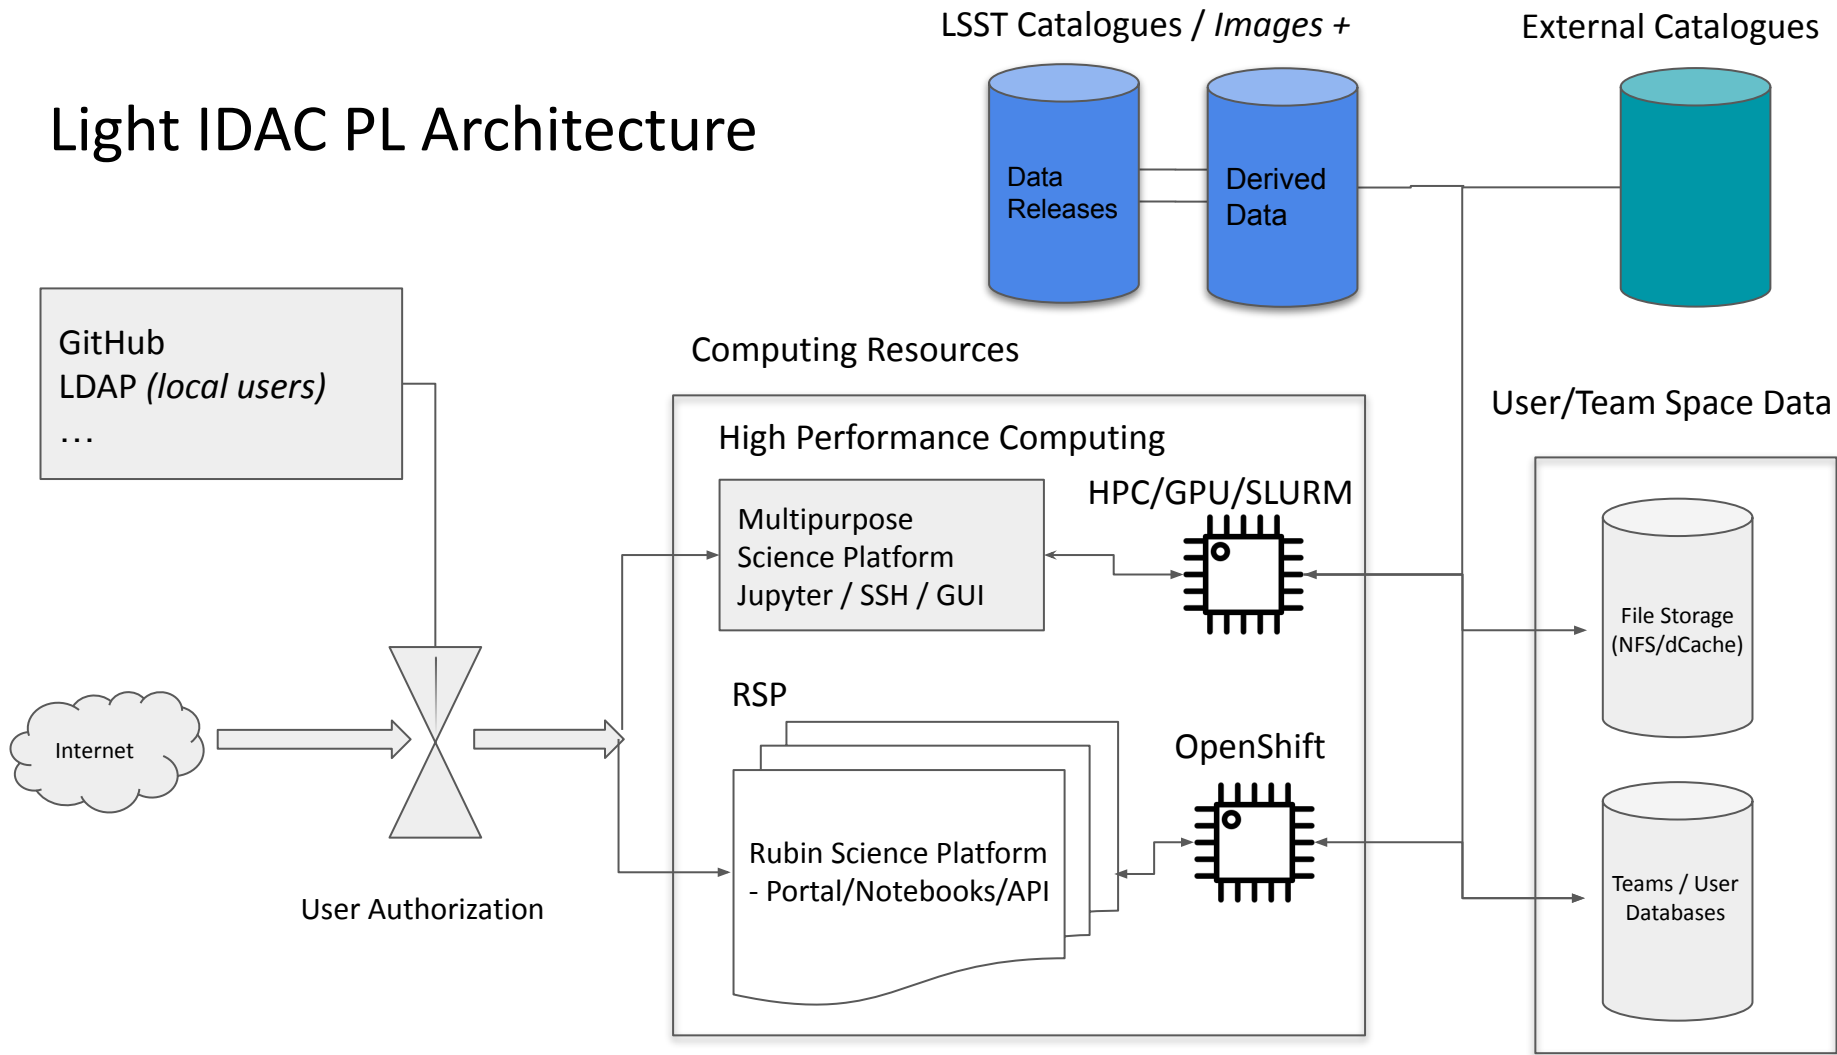 LSST Catalogues / Images +
External Catalogues
Light IDAC PL Architecture
Data
Releases
Derived
Data
GitHub
LDAP (local users)
...
Computing Resources
User/Team Space Data
High Performance Computing
HPC/GPU/SLURM
Multipurpose
Science Platform
Jupyter / SSH / GUI
File Storage
(NFS/dCache)
RSP
Internet
OpenShift
Rubin Science Platform
- Portal/Notebooks/API
Teams / User
Databases
User Authorization